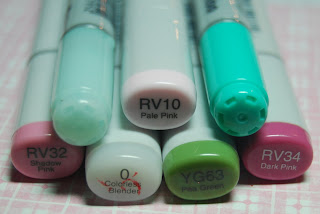 RV10
Pale Pink
RV32
Shadow
Pink
0
Colorless
Blender
YG63
Pea Green
RV34
Dark Pink